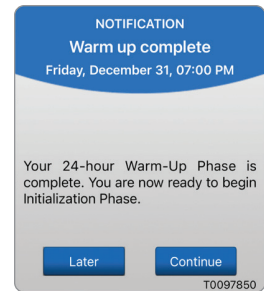 NOTIFICATION
Warm up complete
Friday, December 31, 07:00 PM
Your 24-hour Warm-Up Phase is
complete. You are now ready to begin
Initialization Phase.
Later Continue
T0097850